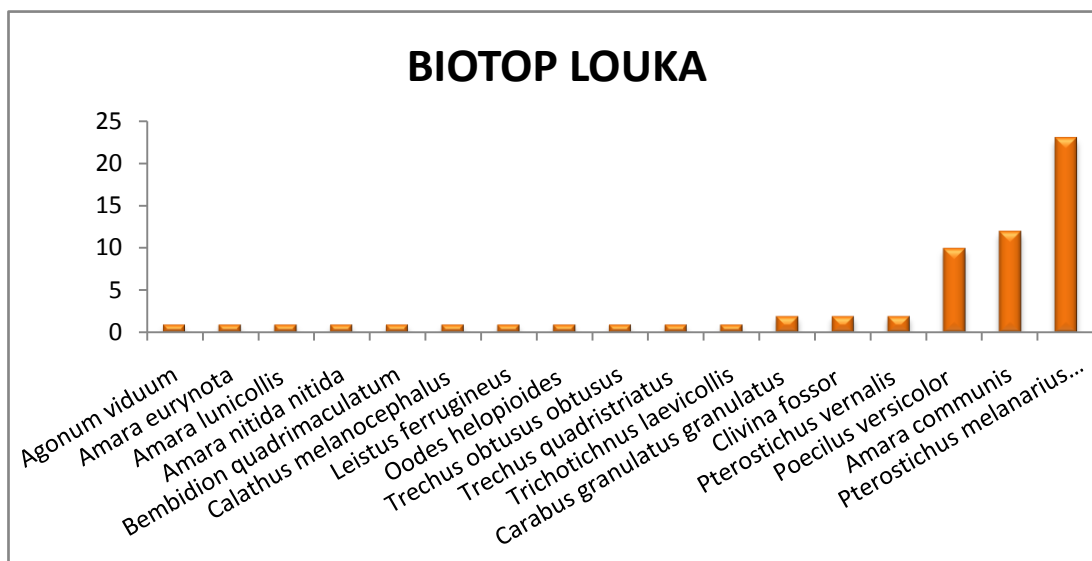 BIOTOP LOUKA
25
20
15
10
5
0
Agonum viduum
Amara eurynota
Amara lunicollis
Amara nitida nitida
Bembidion quadrimaculatum
Calathus melanocephalus
Leistus ferrugineus
Oodes helopioides
Trechus obtusus obtusus
Trechus quadristriatus
Trichotichnus laevicollis
Carabus granulatus granulatus
Clivina fossor
Pterostichus vernalis
Poecilus versicolor
Amara communis
Pterostichus melanarius…